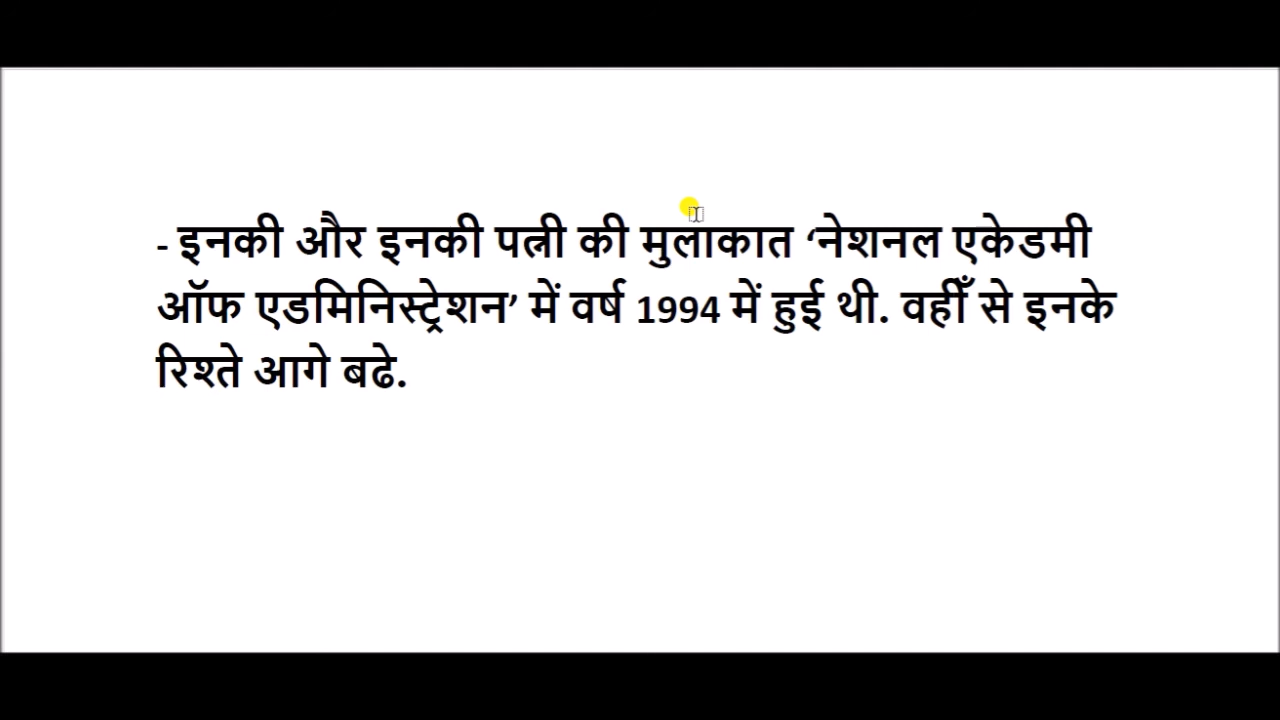 - इनकी और इनकी पत्नी की मुलाकात ‘नेशनल एकेडमी
ऑफ एडमिनिस्ट्रेशन’ में वर्ष 1994 में हुई थी. वहीँ से इनके
रिश्ते आगे बढे.